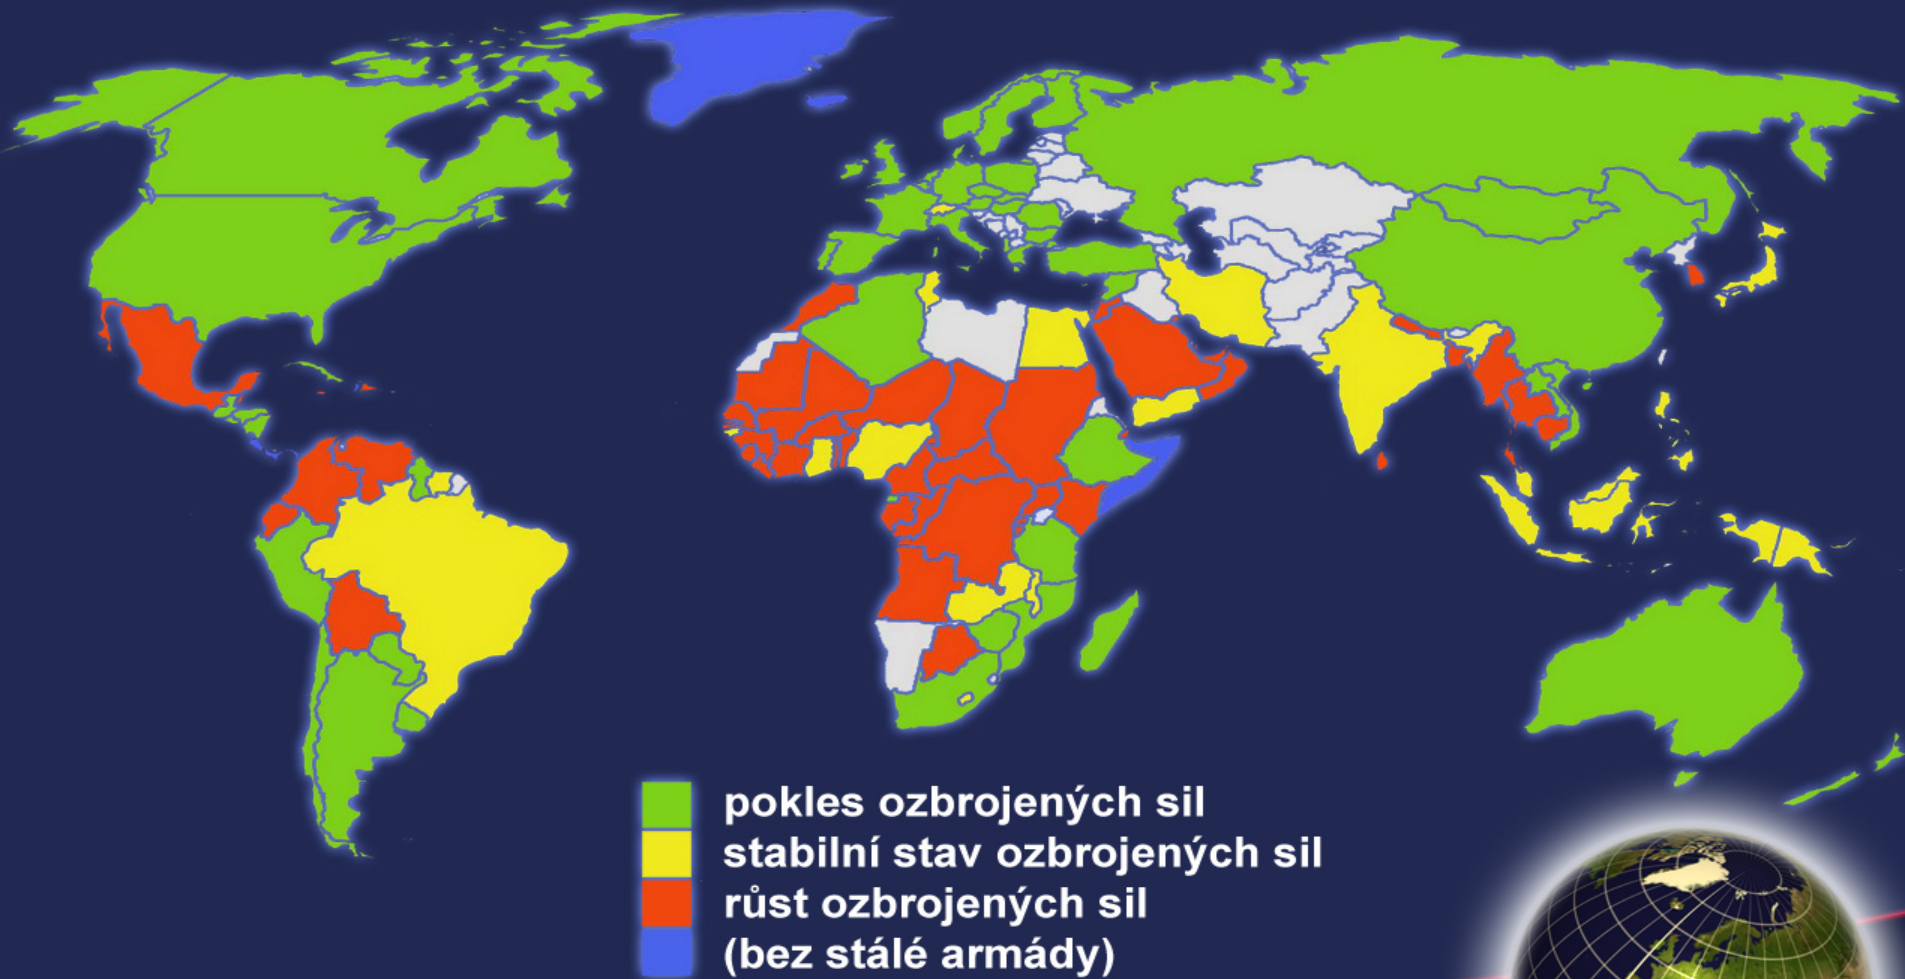 pokles ozbrojených sil
stabilní stav ozbrojených sil
růst ozbrojených sil
(bez stálé armády)